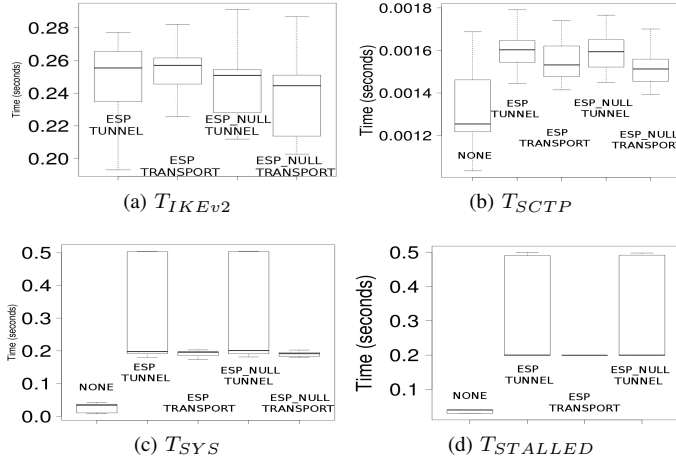 Time (seconds)
0.28
0.26
0.24
0.22
0.20
ESP
TUNNEL
ESP
TRANSPORT
ESP_NULL
TUNNEL
ESP_NULL
TRANSPORT
(a) T_IKEv2
Time (seconds)
0.0018
0.0016
0.0014
0.0012
NONE
ESP
TUNNEL
ESP
TRANSPORT
ESP_NULL
TUNNEL
ESP_NULL
TRANSPORT
(b) T_SCTP
Time (seconds)
0.5
0.4
0.3
0.2
0.1
0.0
NONE
ESP
TUNNEL
ESP
TRANSPORT
ESP_NULL
TUNNEL
ESP_NULL
TRANSPORT
(c) T_SYS
Time (seconds)
0.5
0.4
0.3
0.2
0.1
NONE
ESP
TUNNEL
ESP
TRANSPORT
ESP_NULL
TUNNEL
(d) T_STALLED